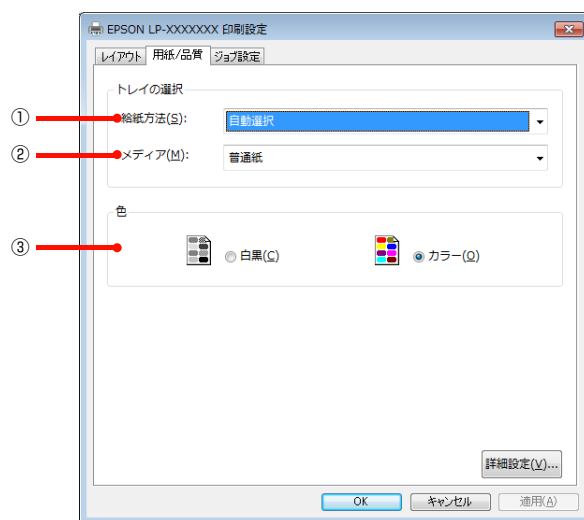 EPSON LP-XXXXXXX 印刷設定
レイアウト 用紙/品質 ジョブ設定
トレイの選択
① 給紙方法(S): 自動選択
② メディア(M): 普通紙
色
③ 白黒(C) カラー(O)
詳細設定(V)...
OK キャンセル 適用(A)